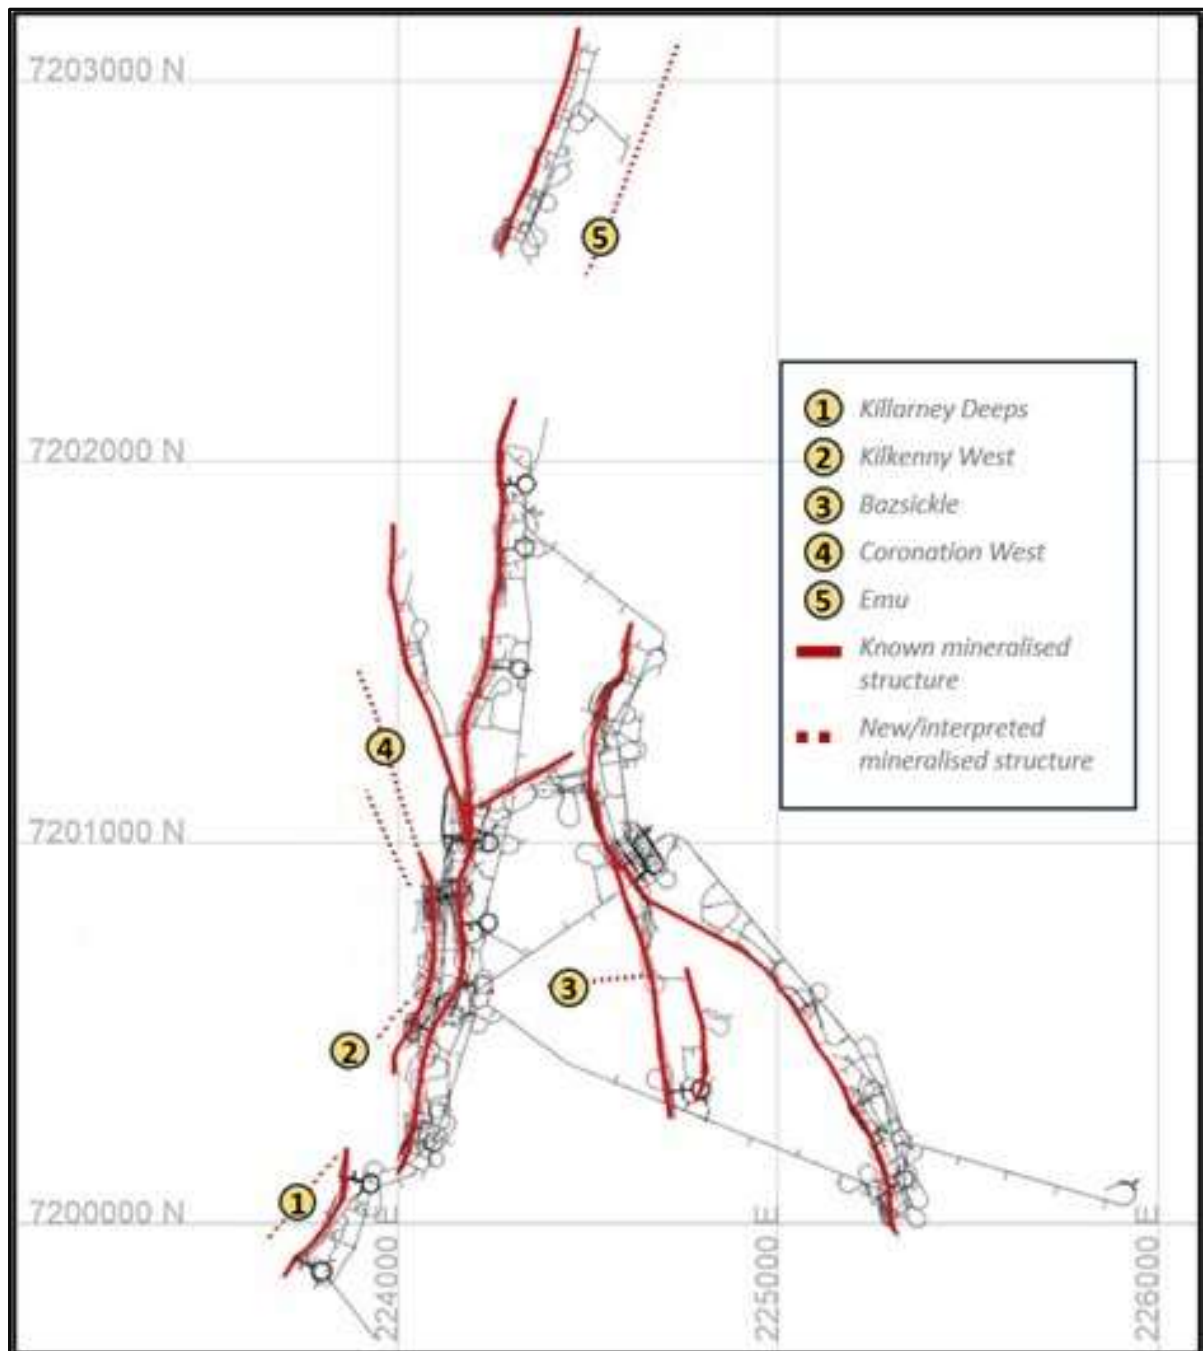 7203000 N
5
7202000 N
1 Killarney Deeps
2 Kilkenny West
3 Bazsickle
4 Coronation West
5 Emu
Known mineralised
structure
New/interpreted
mineralised structure
4
7201000 N
3
2
1
7200000 N
224000 E
225000 E
226000 E